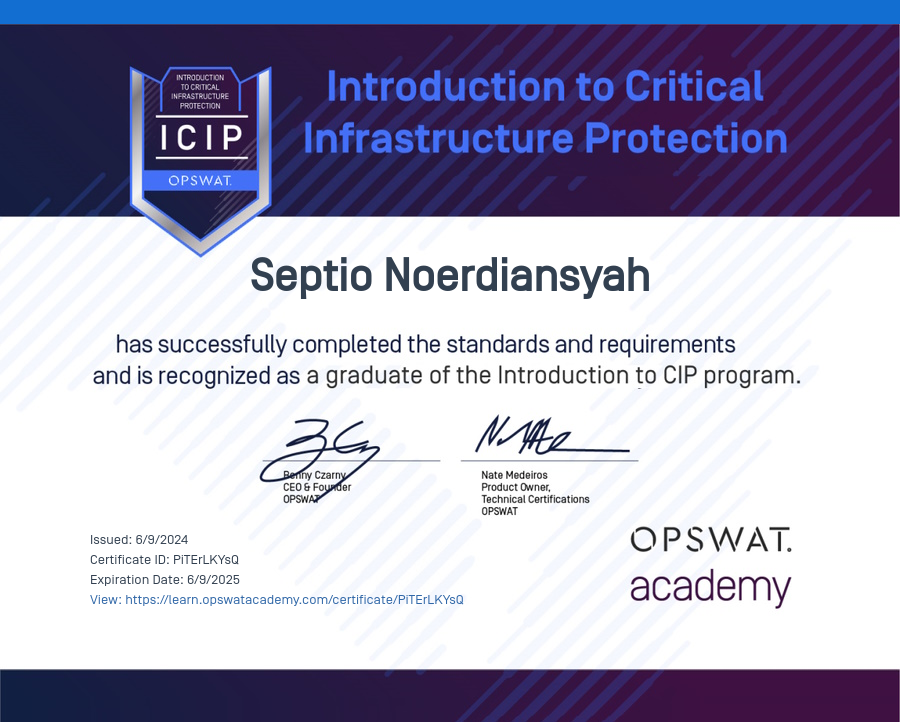 INTRODUCTION
TO CRITICAL
INFRASTRUCTURE
PROTECTION
ICIP
OPSWAT.
Introduction to Critical
Infrastructure Protection
Septio Noerdiansyah
has successfully completed the standards and requirements
and is recognized as a graduate of the Introduction to CIP program.
Benny Czarny
CEO & Founder
OPSWAT
Nate Medeiros
Product Owner,
Technical Certifications
OPSWAT
Issued: 6/9/2024
Certificate ID: PiTErLKYsQ
Expiration Date: 6/9/2025
View: https://learn.opswatacademy.com/certificate/PiTErLKYsQ
OPSWAT.
academy